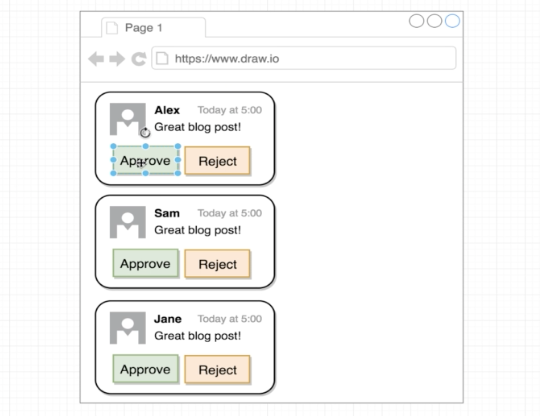 Page 1
https://www.draw.io
Alex Today at 5:00
Great blog post!
Approve Reject
Sam Today at 5:00
Great blog post!
Approve Reject
Jane Today at 5:00
Great blog post!
Approve Reject